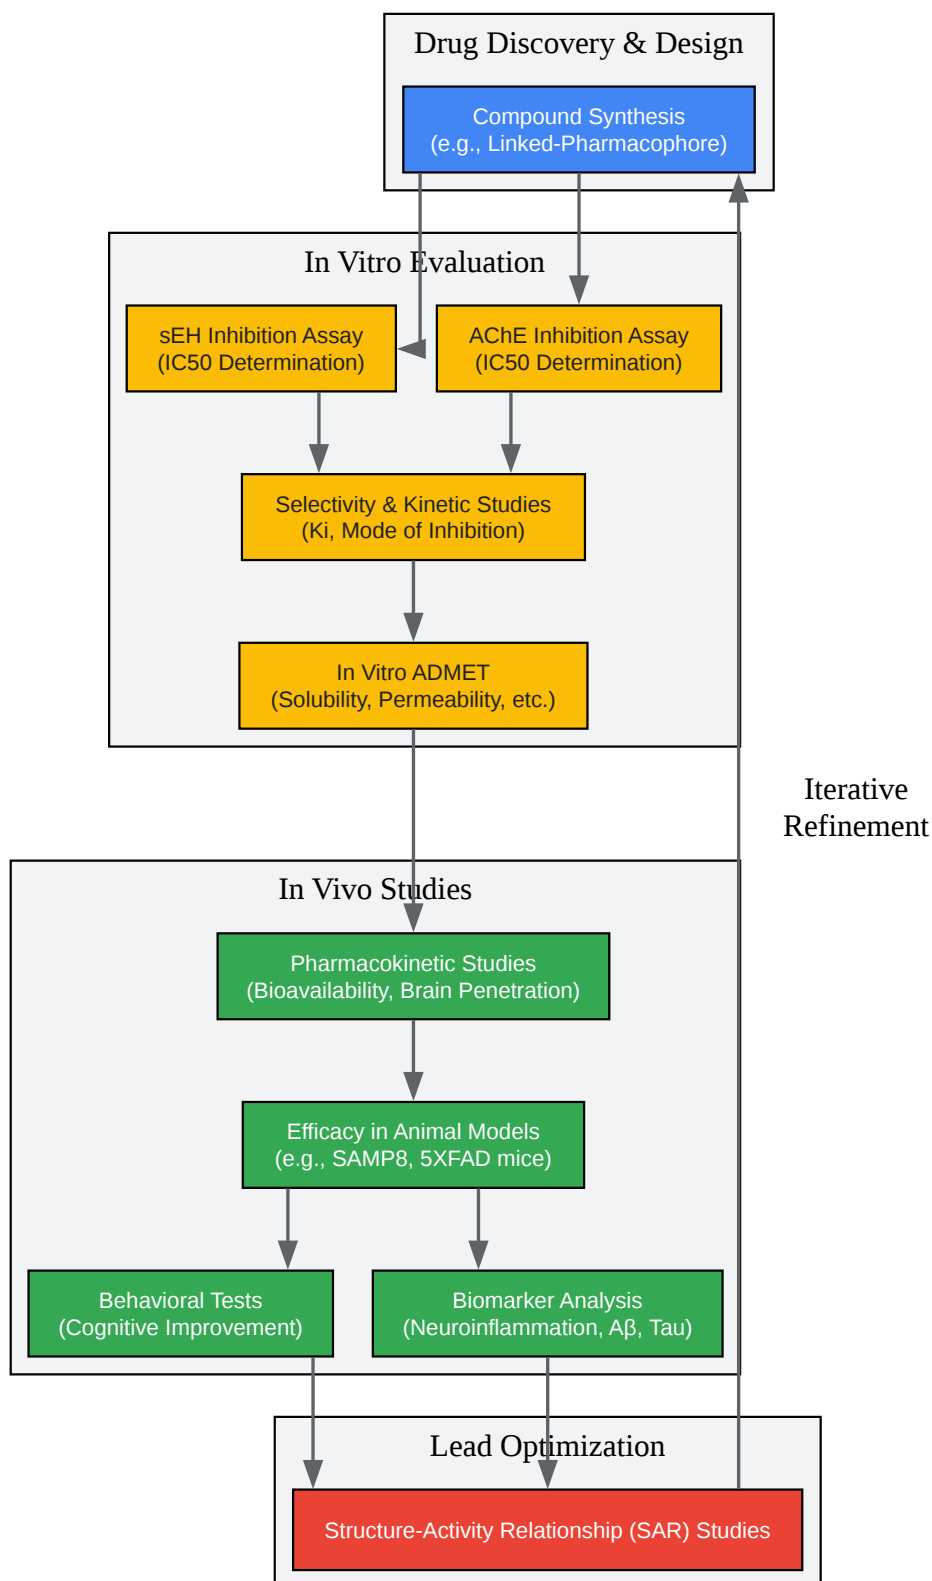 Drug Discovery & Design
Compound Synthesis
(e.g., Linked-Pharmacophore)
In Vitro Evaluation
sEH Inhibition Assay
(IC50 Determination)
AChE Inhibition Assay
(IC50 Determination)
Selectivity & Kinetic Studies
(Ki, Mode of Inhibition)
In Vitro ADMET
(Solubility, Permeability, etc.)
Iterative
Refinement
In Vivo Studies
Pharmacokinetic Studies
(Bioavailability, Brain Penetration)
Efficacy in Animal Models
(e.g., SAMP8, 5XFAD mice)
Behavioral Tests
(Cognitive Improvement)
Biomarker Analysis
(Neuroinflammation, Aβ, Tau)
Lead Optimization
Structure-Activity Relationship (SAR) Studies